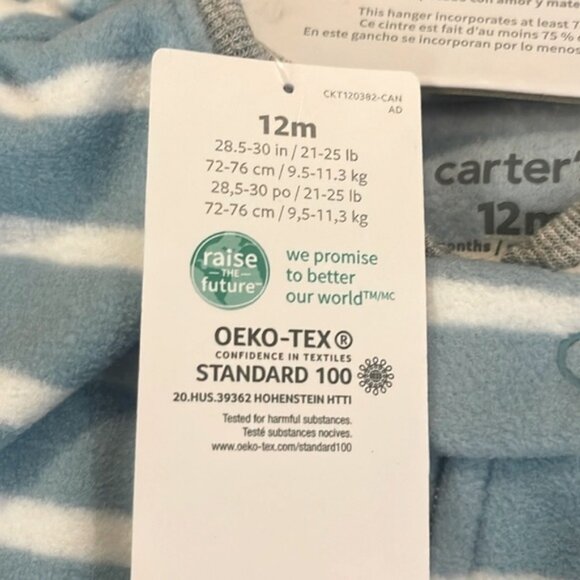 con amor y
This hanger incorporates at least 7
Ce cintre est fait d'au moins 75 %
En este gancho se incorporan por lo menos
CKT120382-CAN
AD
12m
28.5-30 in / 21-25 lb
72-76 cm / 9.5-11.3 kg
28,5-30 po / 21-25 lb
72-76 cm / 9,5-11,3 kg
raise
THE
future™
we promise
to better
our world™/MC
OEKO-TEX®
CONFIDENCE IN TEXTILES
STANDARD 100
20.HUS.39362 HOHENSTEIN HTTI
Tested for harmful substances.
Testé substances nocives.
www.oeko-tex.com/standard100
carter's
12m